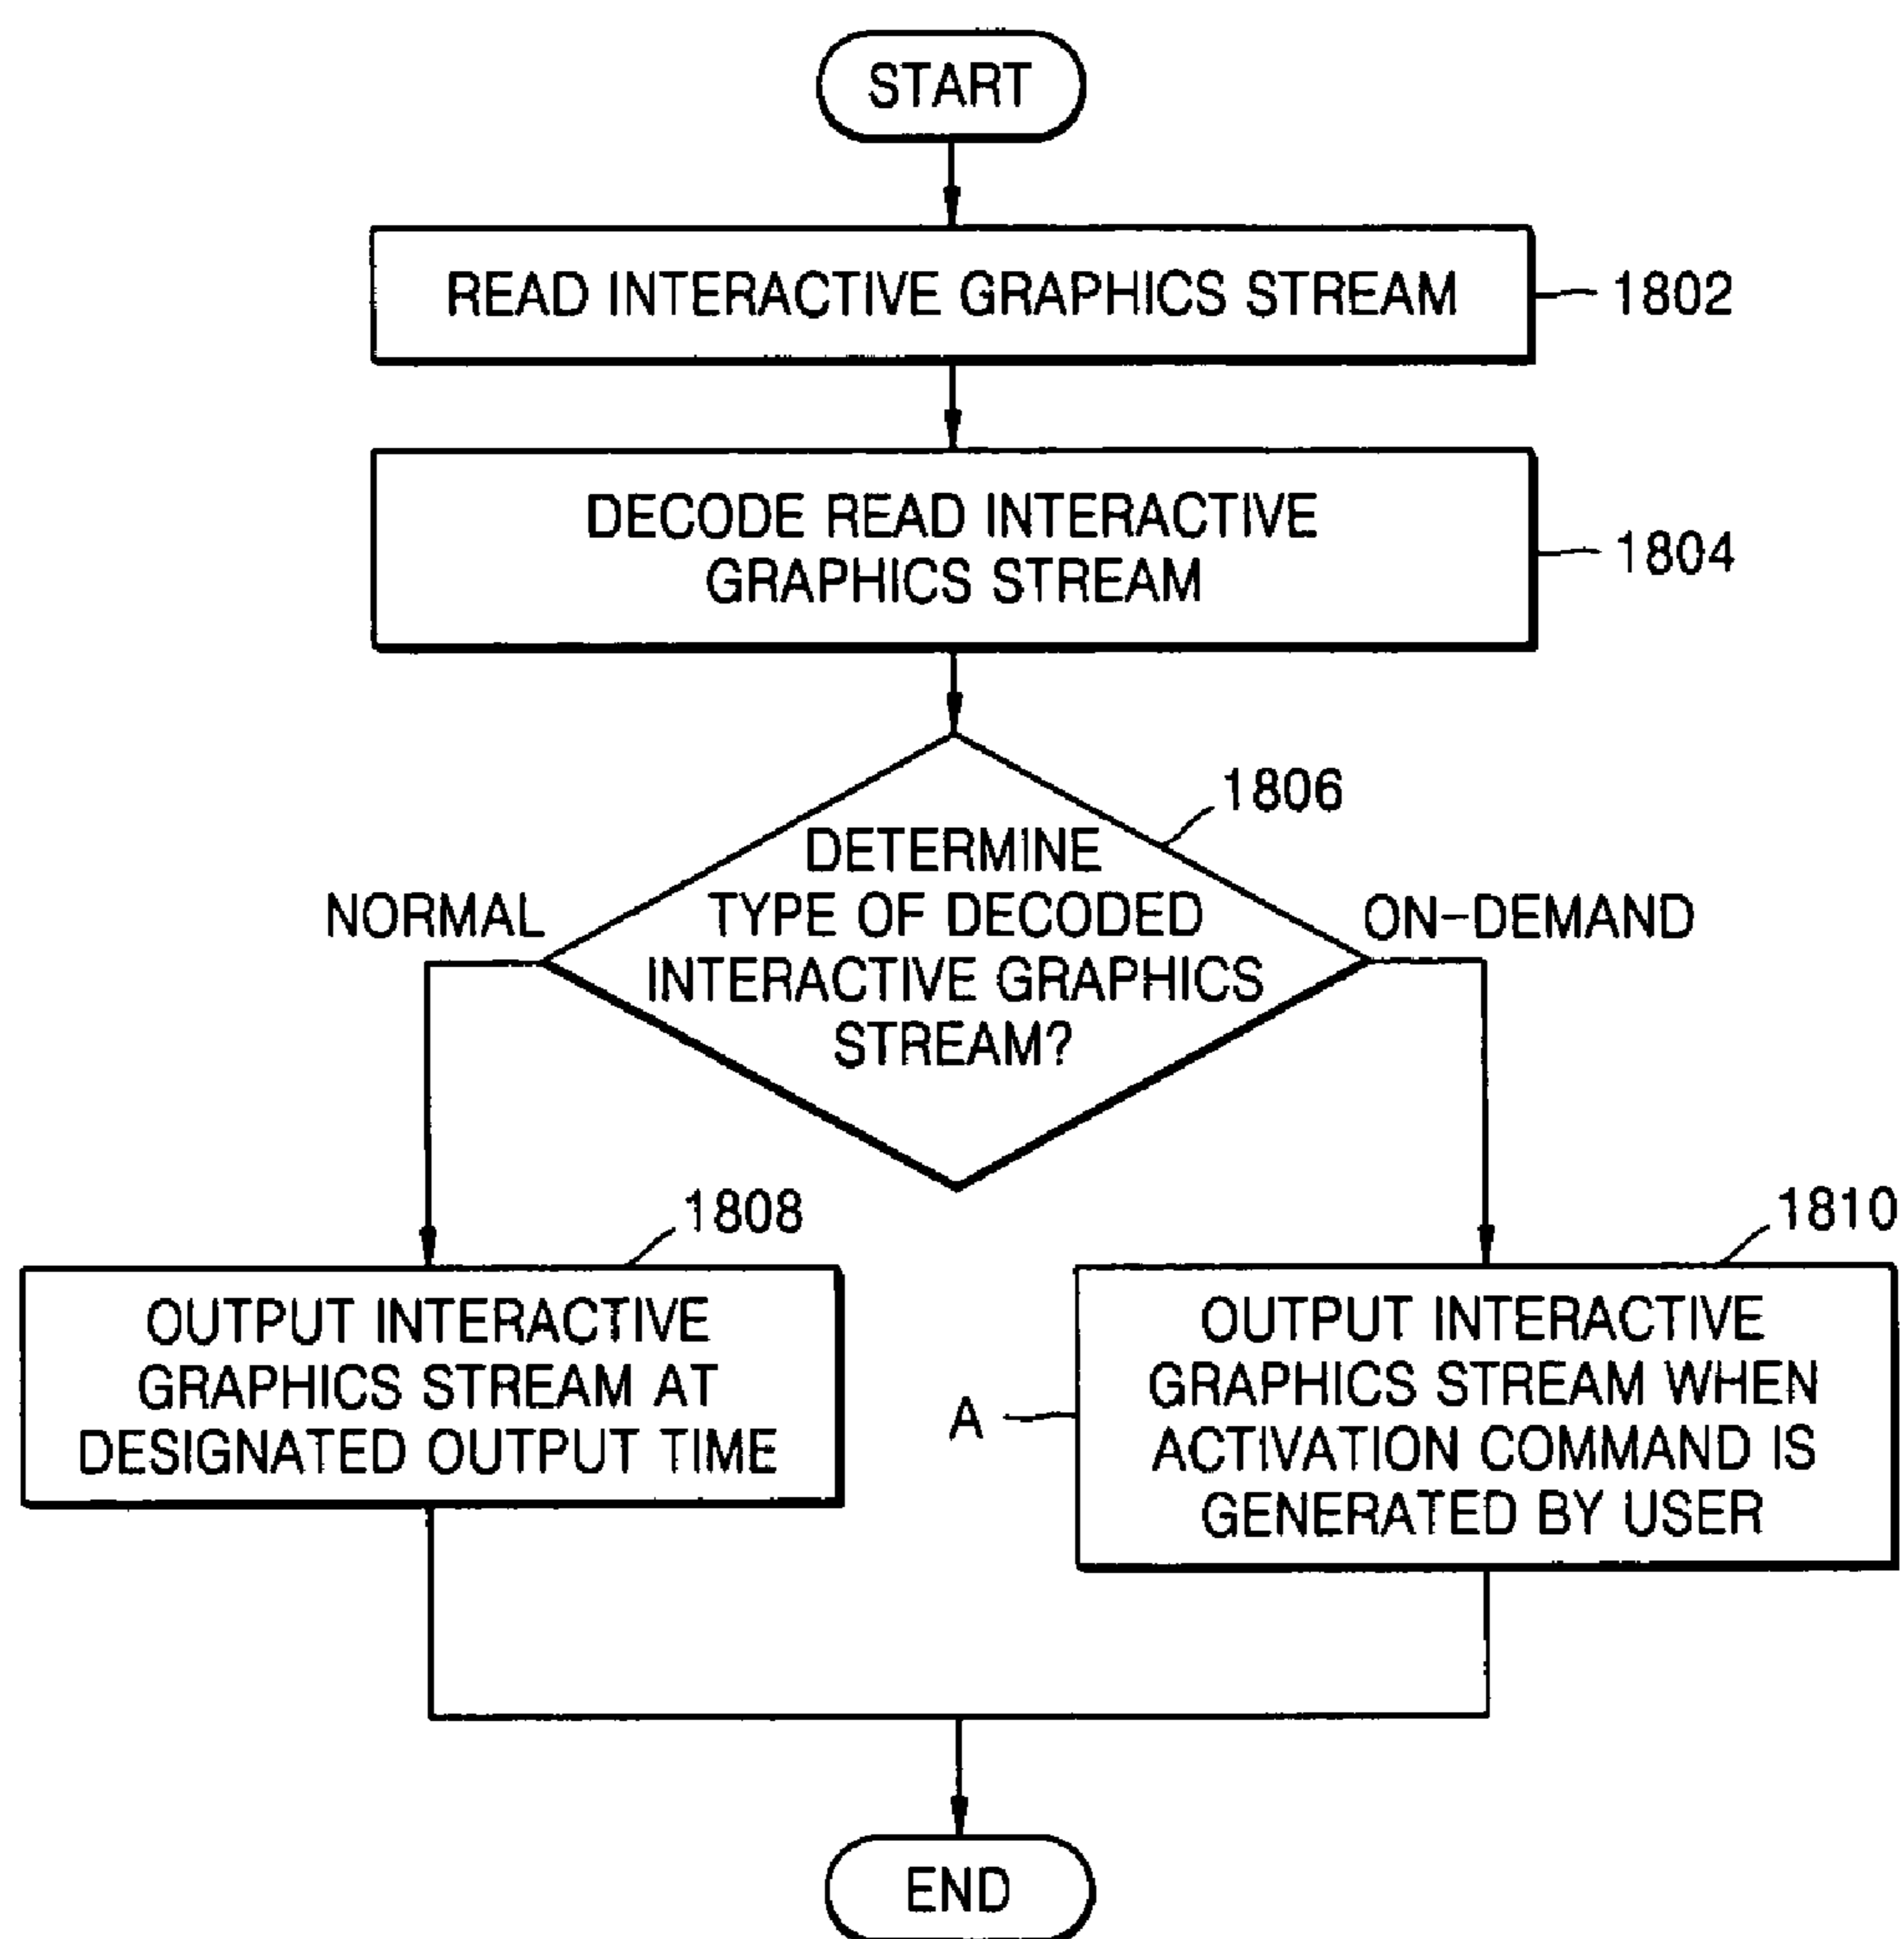 START
READ INTERACTIVE GRAPHICS STREAM
1802
DECODE READ INTERACTIVE
GRAPHICS STREAM
1804
1806
DETERMINE
TYPE OF DECODED
INTERACTIVE GRAPHICS
STREAM?
NORMAL
ON-DEMAND
1808
OUTPUT INTERACTIVE
GRAPHICS STREAM AT
DESIGNATED OUTPUT TIME
1810
A
OUTPUT INTERACTIVE
GRAPHICS STREAM WHEN
ACTIVATION COMMAND IS
GENERATED BY USER
END